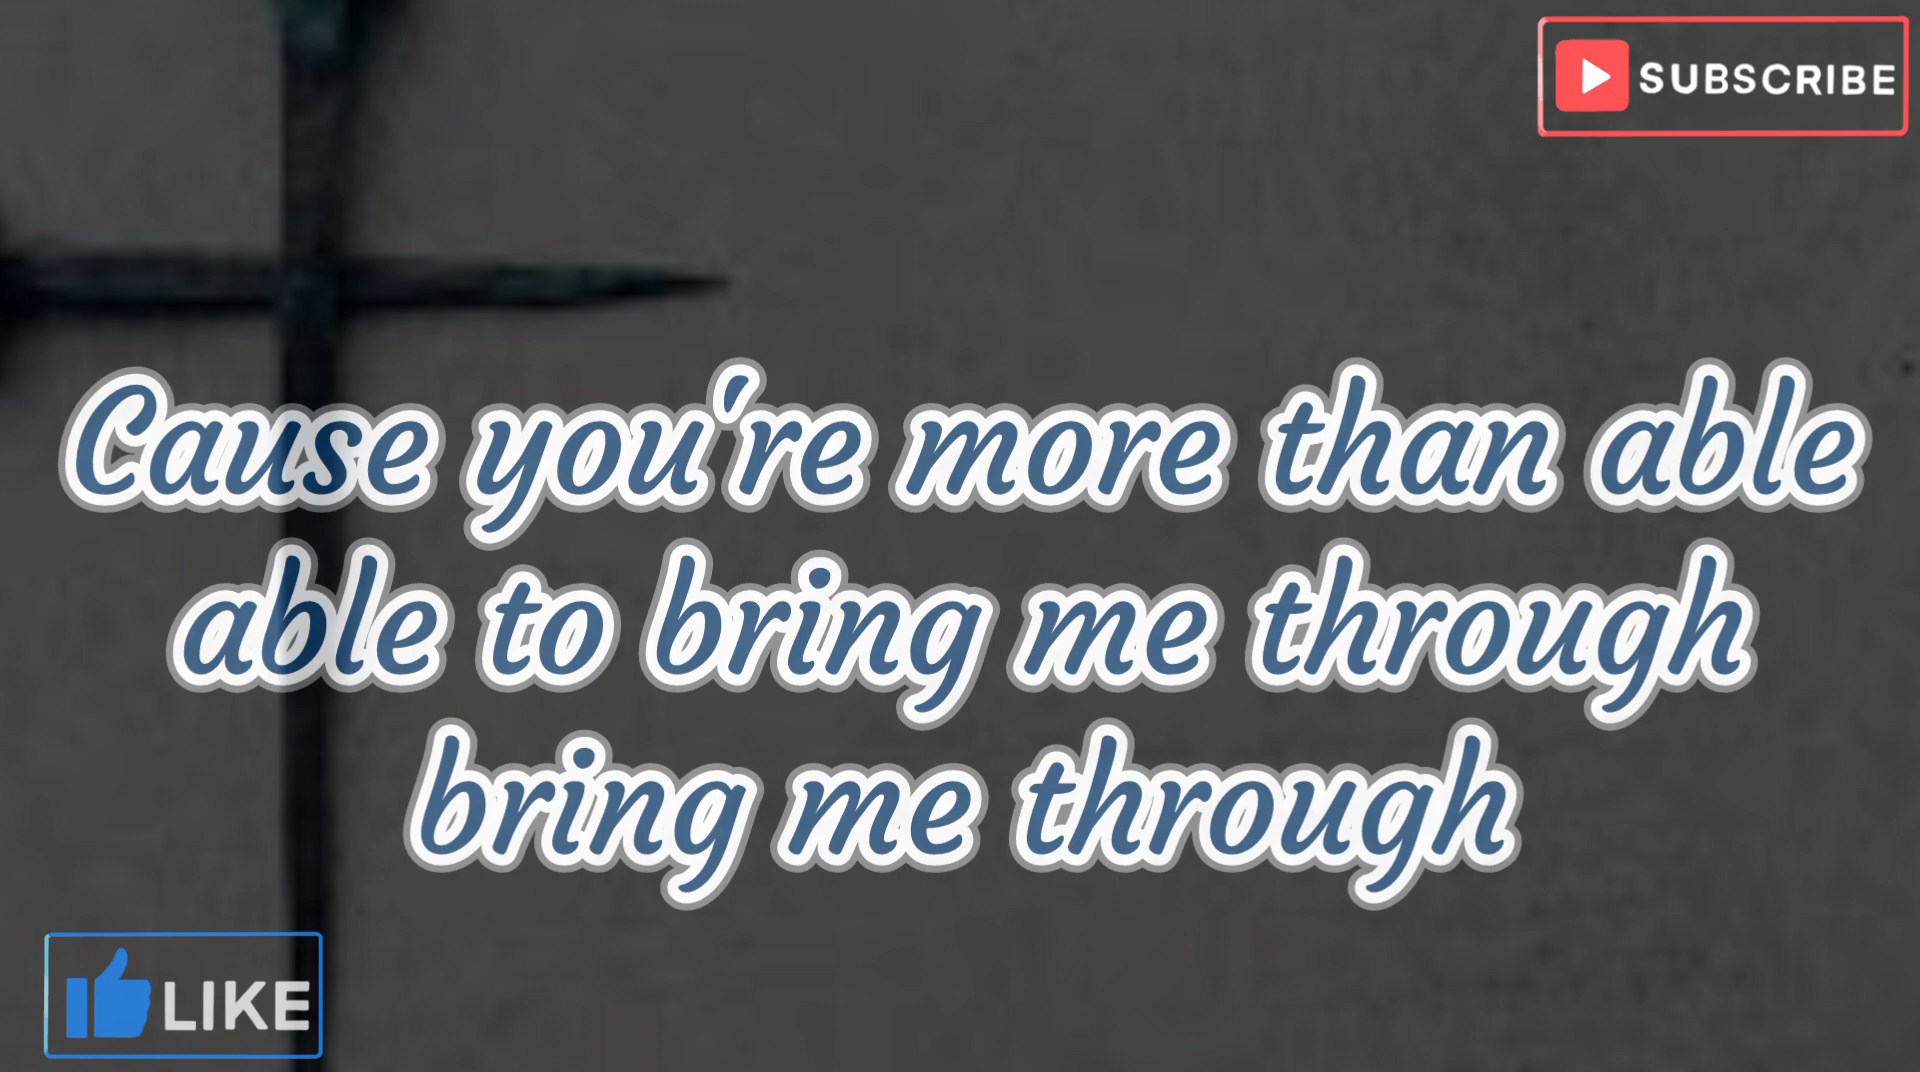 SUBSCRIBE
Cause you're more than able
able to bring me through
bring me through
LIKE